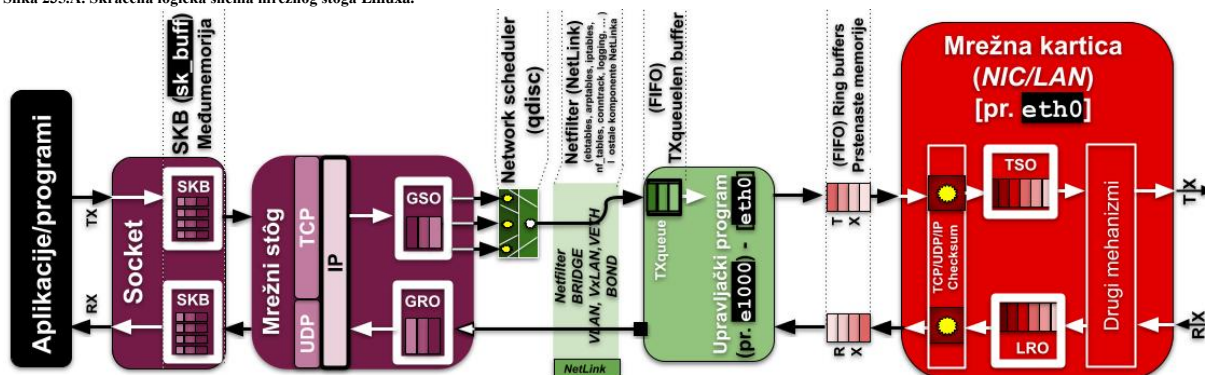 Slika 255.A. Skraćena logička shema mrežnog stoga Linuxa.
Aplikacije/programi
TX
RX
Socket
SKB
SKB
SKB (sk_buff)
Međumemorija
Mrežni stôg
UDP
TCP
IP
GSO
GRO
Network scheduler
(qdisc)
Netfilter (NetLink)
(ebtables, arptables, iptables,
nf_tables, conntrack, logging, ... )
i ostale komponente NetLinka
Netfilter
BRIDGE
VLAN, VxLAN, VETH
BOND
NetLink
(FIFO)
TXqueuelen buffer
TXqueue
Upravljački program
(pr. e1000) - [eth0]
(FIFO) Ring buffers
Prstenaste memorije
T
X
R
X
Mrežna kartica
(NIC/LAN)
[pr. eth0]
TCP/UDP/IP
Checksum
TSO
LRO
Drugi mehanizmi
TX
RX